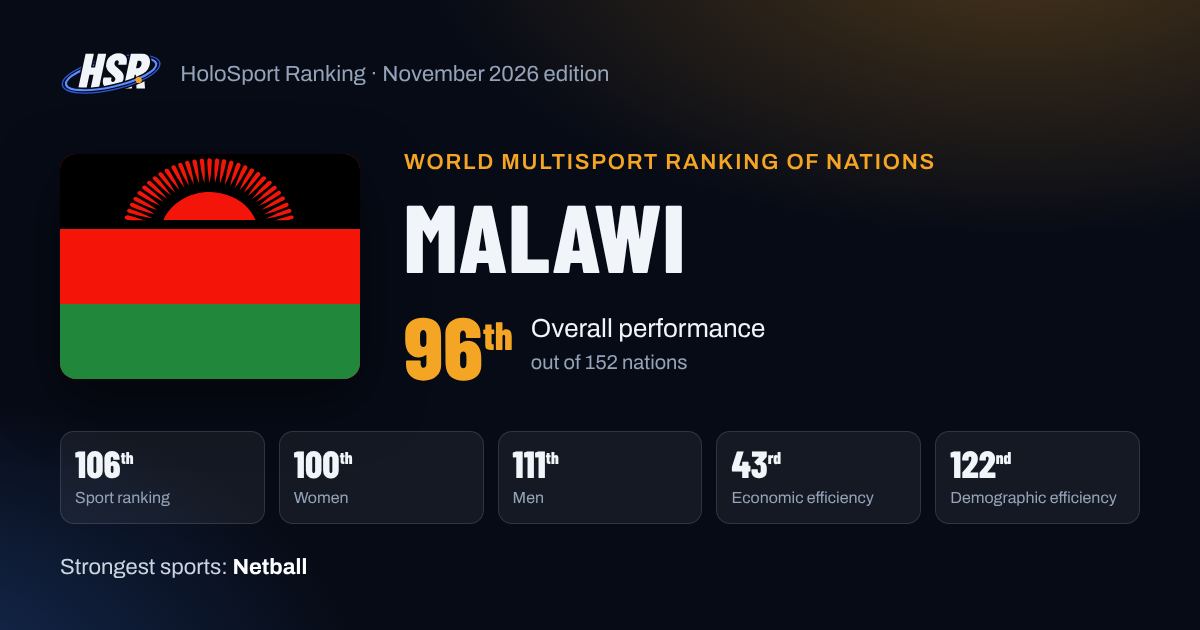 HSR
HoloSport Ranking · November 2026 edition
WORLD MULTISPORT RANKING OF NATIONS
MALAWI
96th
Overall performance
out of 152 nations
106th
Sport ranking
100th
Women
111th
Men
43rd
Economic efficiency
122nd
Demographic efficiency
Strongest sports: Netball